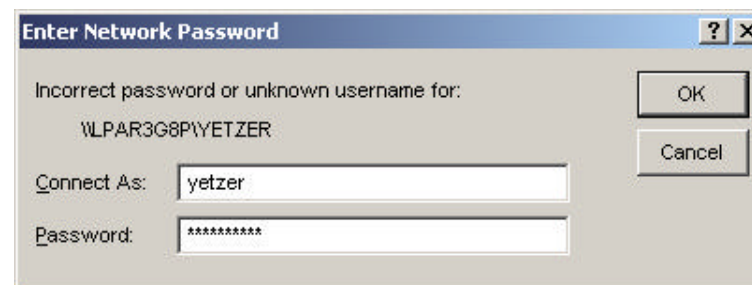 Enter Network Password
? X
Incorrect password or unknown username for:
OK
\\LPAR3G8P\YETZER
Cancel
Connect As: yetzer
Password: **********